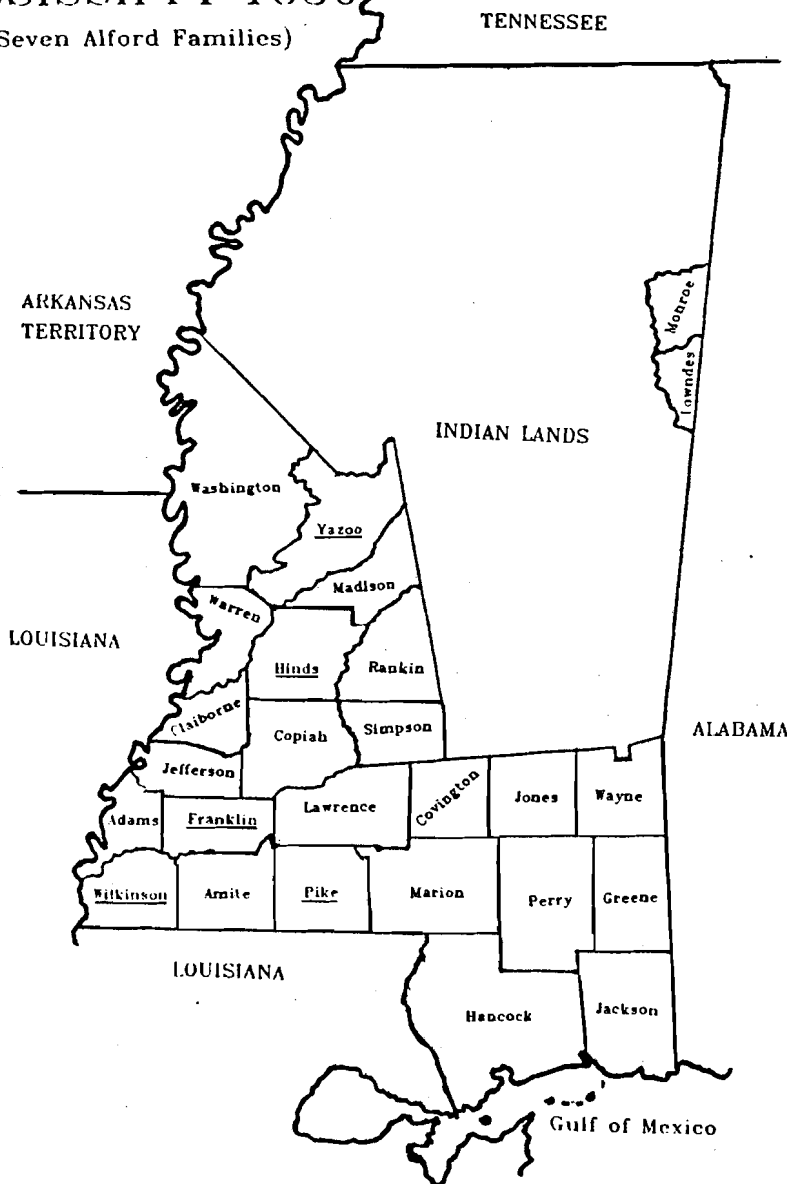 Seven Alford Families)
TENNESSEE
ARKANSAS
TERRITORY
Monroe
Lowndes
INDIAN LANDS
Washington
Yazoo
Madison
Warren
LOUISIANA
Hinds
Rankin
Claiborne
Copiah
Simpson
ALABAMA
Jefferson
Adams
Franklin
Lawrence
Covington
Jones
Wayne
Wilkinson
Amite
Pike
Marion
Perry
Greene
LOUISIANA
Hancock
Jackson
Gulf of Mexico